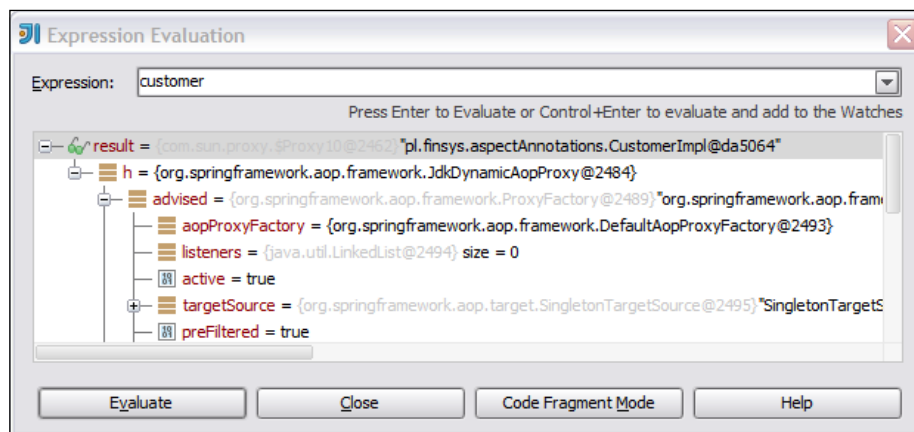 Expression Evaluation
Expression: customer
Press Enter to Evaluate or Control+Enter to evaluate and add to the Watches
result = {com.sun.proxy.$Proxy10@2462}"pl.finsys.aspectAnnotations.CustomerImpl@da5064"
h = {org.springframework.aop.framework.JdkDynamicAopProxy@2484}
advised = {org.springframework.aop.framework.ProxyFactory@2489}"org.springframework.aop.fram
aopProxyFactory = {org.springframework.aop.framework.DefaultAopProxyFactory@2493}
listeners = {java.util.LinkedList@2494} size = 0
active = true
targetSource = {org.springframework.aop.target.SingletonTargetSource@2495}"SingletonTargetS
preFiltered = true
Evaluate Close Code Fragment Mode Help